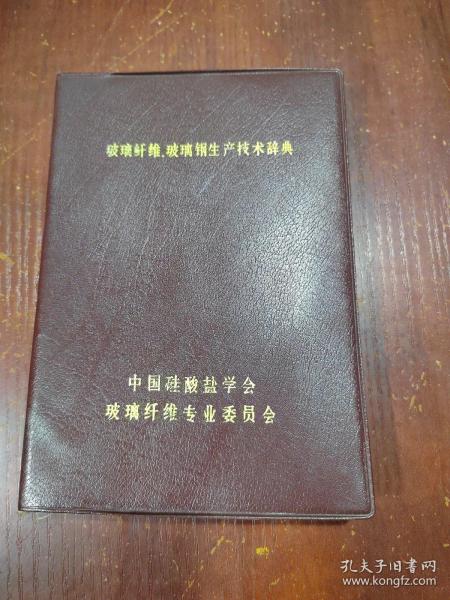 玻璃纤维、玻璃钢生产技术辞典
中国硅酸盐学会
玻璃纤维专业委员会
孔夫子旧书网
www.kongfz.com